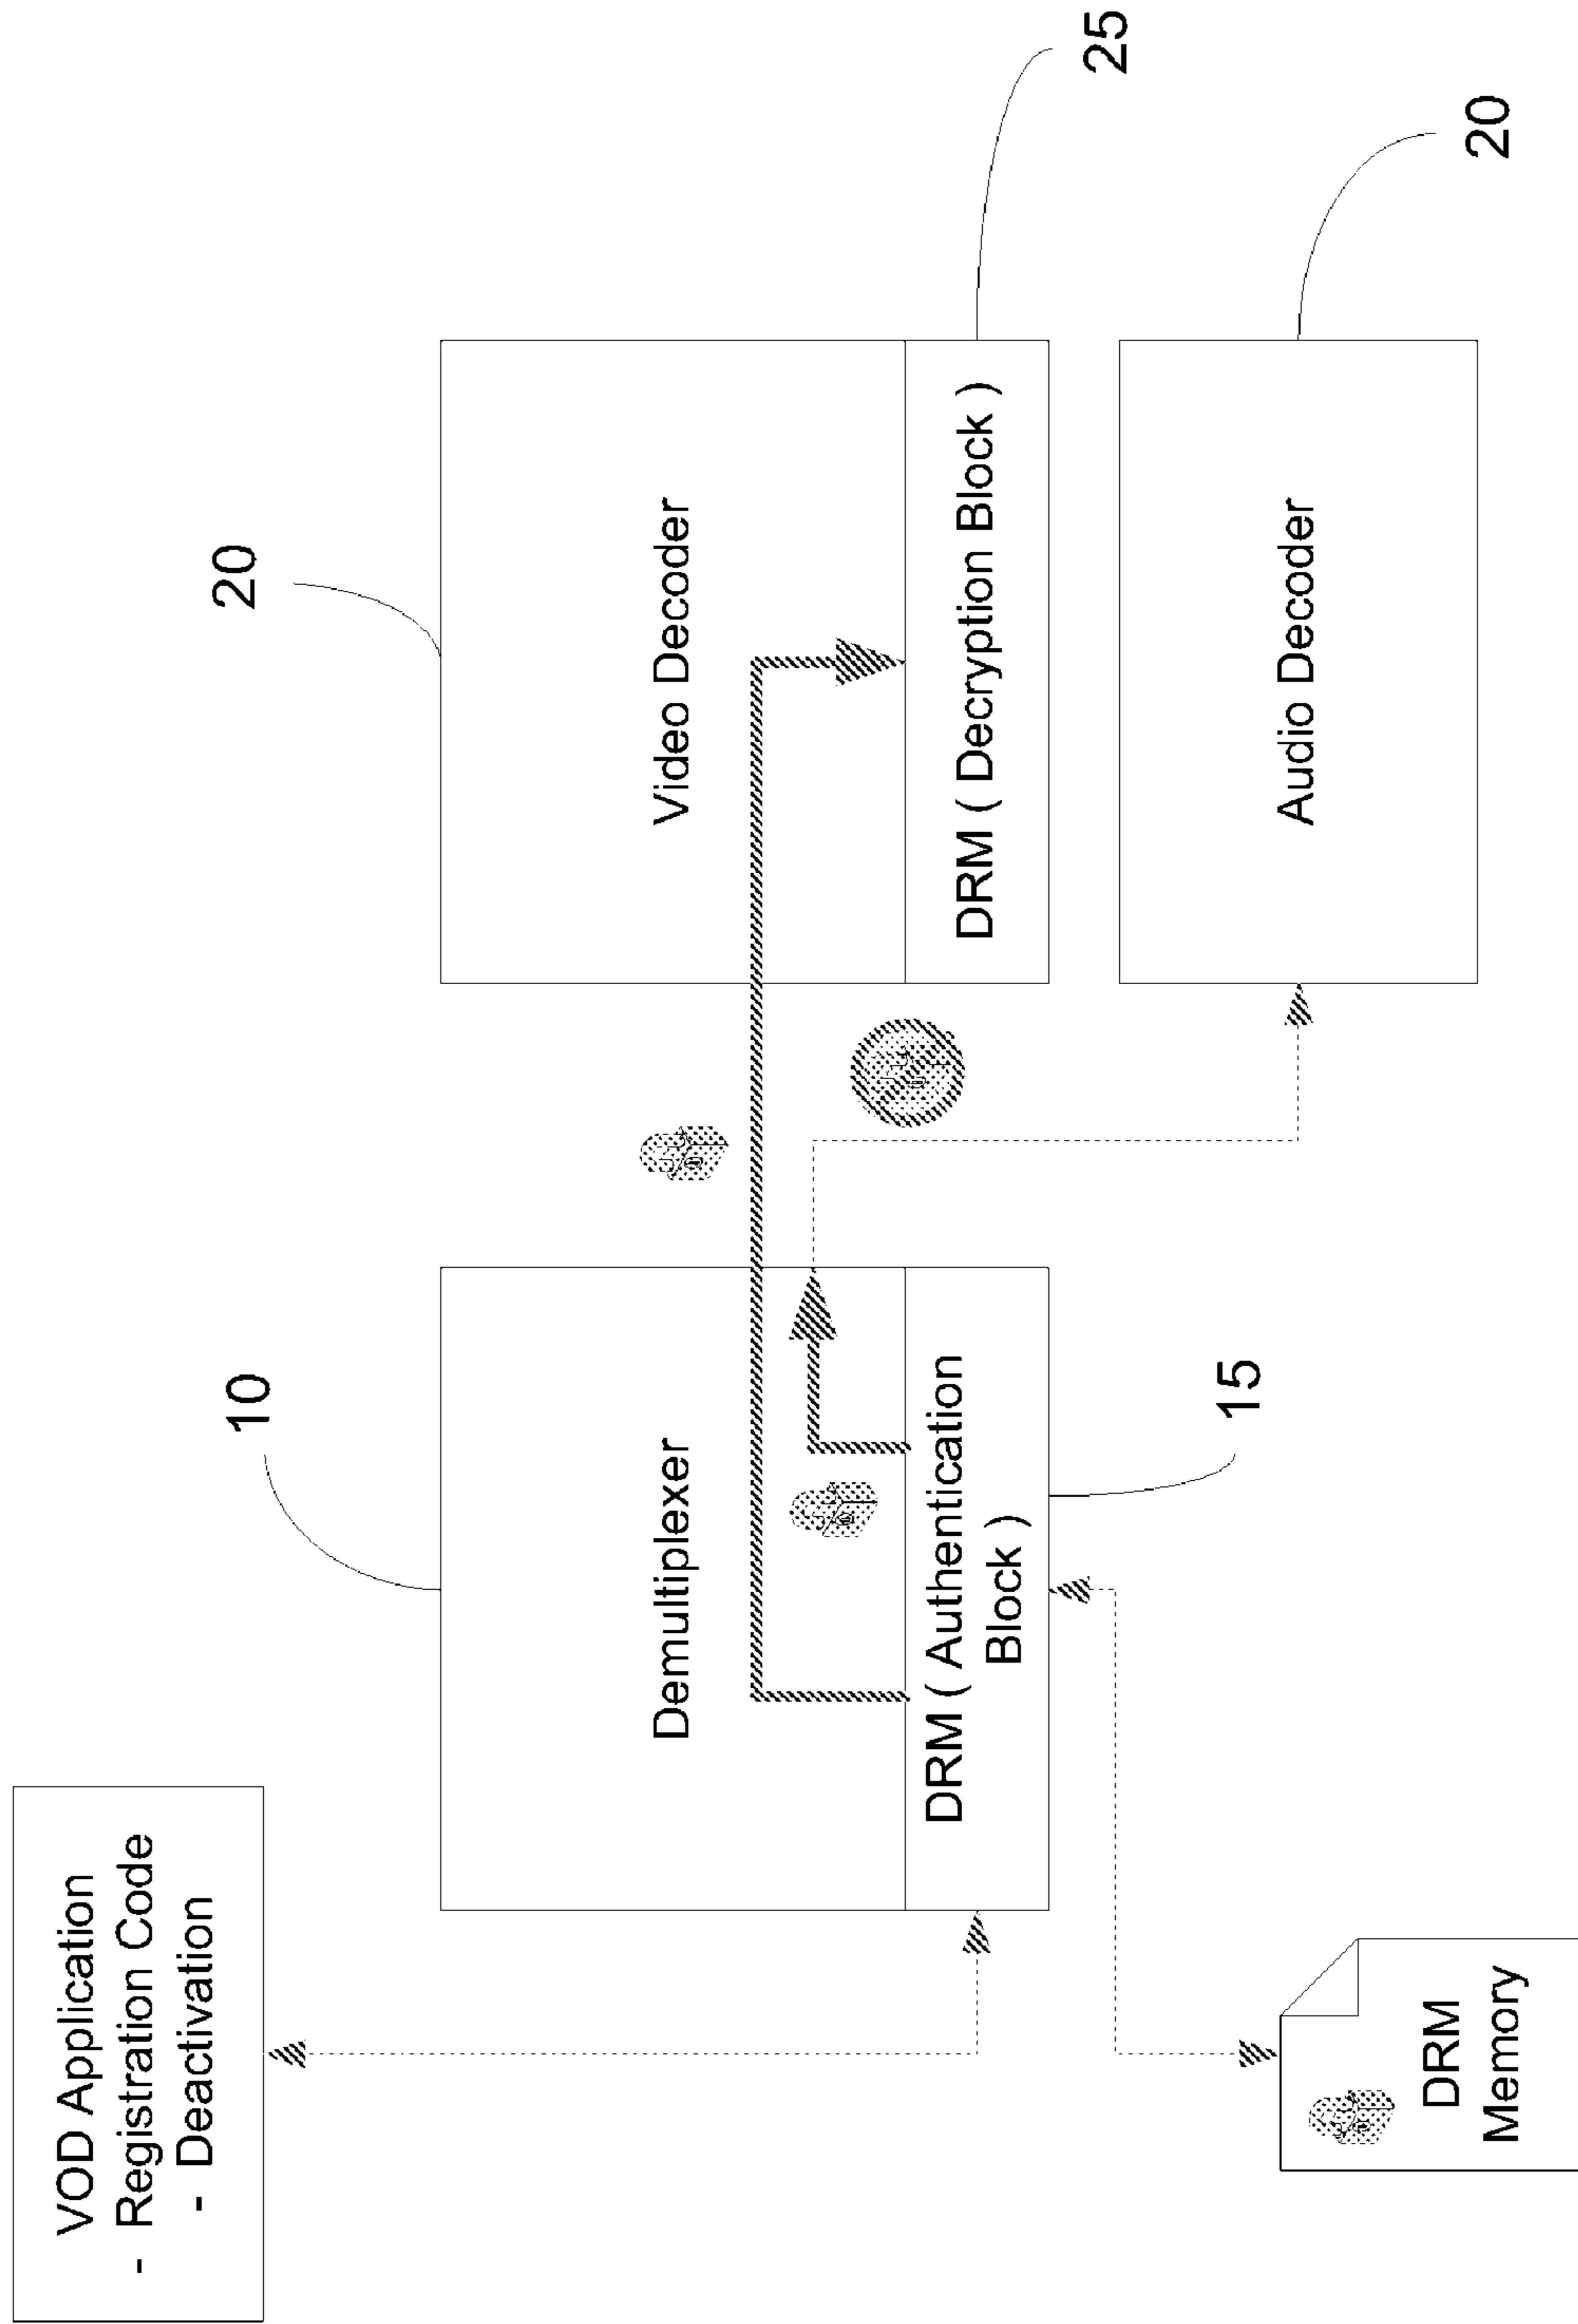 VOD Application
- Registration Code
- Deactivation
10
Demultiplexer
DRM ( Authentication
Block )
15
DRM
Memory
20
Video Decoder
DRM ( Decryption Block )
25
Audio Decoder
20